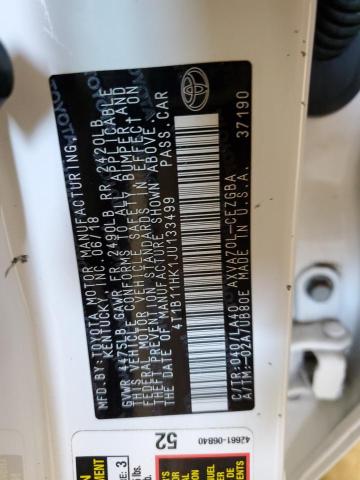 MFD. BY: TOYOTA MOTOR MANUFACTURING,
KENTUCKY, INC. 06/18
GVWR 4475LB GAWR FR 2490LB RR 2420LB
THIS VEHICLE CONFORMS TO ALL APPLICABLE
FEDERAL MOTOR VEHICLE SAFETY, BUMPER, AND
THEFT PREVENTION STANDARDS IN EFFECT ON
THE DATE OF MANUFACTURE SHOWN ABOVE.
4T1B11HK1JU133499 PASS. CAR
C/TR: 040/LA40 AXVA70L-CEZGBA
A/TM: -02A/UB80E MADE IN U.S.A. 37190
52
42661-06B40